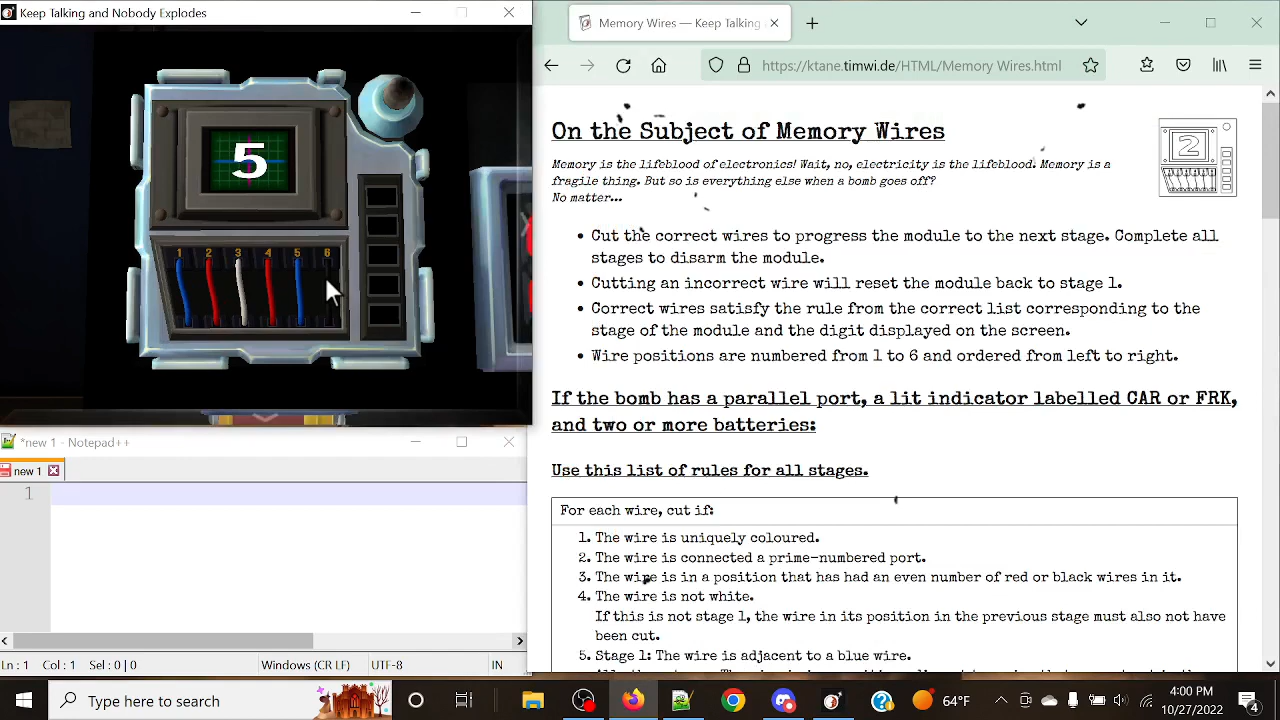 Keep Talking and Nobody Explodes
5
1 2 3 4 5 6
*new 1 - Notepad++
new 1
1
Ln : 1 Col : 1 Sel : 0 | 0
Windows (CR LF)
UTF-8
IN
Memory Wires — Keep Talking
https://ktane.timwi.de/HTML/Memory Wires.html
On the Subject of Memory Wires
2
Memory is the lifeblood of electronics! Wait, no, electricity is the lifeblood. Memory is a
fragile thing. But so is everything else when a bomb goes off?
No matter...
• Cut the correct wires to progress the module to the next stage. Complete all
stages to disarm the module.
• Cutting an incorrect wire will reset the module back to stage 1.
• Correct wires satisfy the rule from the correct list corresponding to the
stage of the module and the digit displayed on the screen.
• Wire positions are numbered from 1 to 6 and ordered from left to right.
If the bomb has a parallel port, a lit indicator labelled CAR or FRK,
and two or more batteries:
Use this list of rules for all stages.
For each wire, cut if:
1. The wire is uniquely coloured.
2. The wire is connected a prime-numbered port.
3. The wire is in a position that has had an even number of red or black wires in it.
4. The wire is not white.
If this is not stage 1, the wire in its position in the previous stage must also not have
been cut.
5. Stage 1: The wire is adjacent to a blue wire.
Type here to search
64°F
4:00 PM
10/27/2022